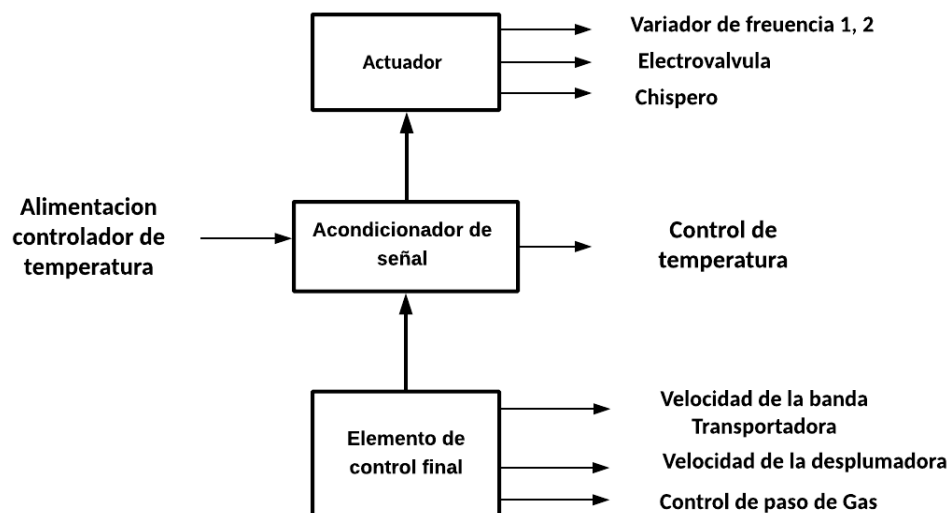 Variador de freuencia 1, 2
Actuador
Electrovalvula
Chispero
Alimentacion
controlador de
temperatura
Acondicionador de
señal
Control de
temperatura
Elemento de
control final
Velocidad de la banda
Transportadora
Velocidad de la desplumadora
Control de paso de Gas